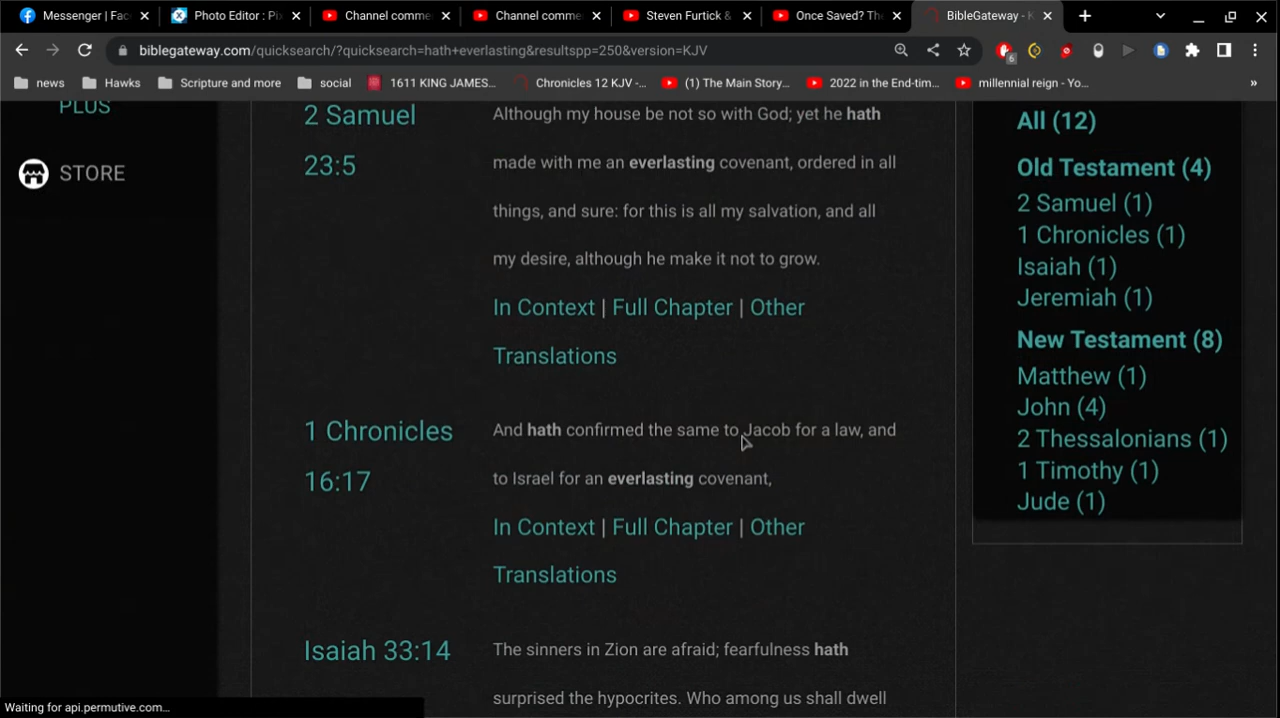 Messenger | Fac
Photo Editor : Pix
Channel comme
Channel comme
Steven Furtick &
Once Saved? The
BibleGateway - K
biblegateway.com/quicksearch/?quicksearch=hath+everlasting&resultspp=250&version=KJV
6
news
Hawks
Scripture and more
social
1611 KING JAMES...
Chronicles 12 KJV -...
(1) The Main Story...
2022 in the End-tim...
millennial reign - Yo...
»
PLUS
STORE
2 Samuel
23:5
Although my house be not so with God; yet he hath
made with me an everlasting covenant, ordered in all
things, and sure: for this is all my salvation, and all
my desire, although he make it not to grow.
In Context | Full Chapter | Other
Translations
1 Chronicles
16:17
And hath confirmed the same to Jacob for a law, and
to Israel for an everlasting covenant,
In Context | Full Chapter | Other
Translations
Isaiah 33:14
The sinners in Zion are afraid; fearfulness hath
surprised the hypocrites. Who among us shall dwell
All (12)
Old Testament (4)
2 Samuel (1)
1 Chronicles (1)
Isaiah (1)
Jeremiah (1)
New Testament (8)
Matthew (1)
John (4)
2 Thessalonians (1)
1 Timothy (1)
Jude (1)
Waiting for api.permutive.com...